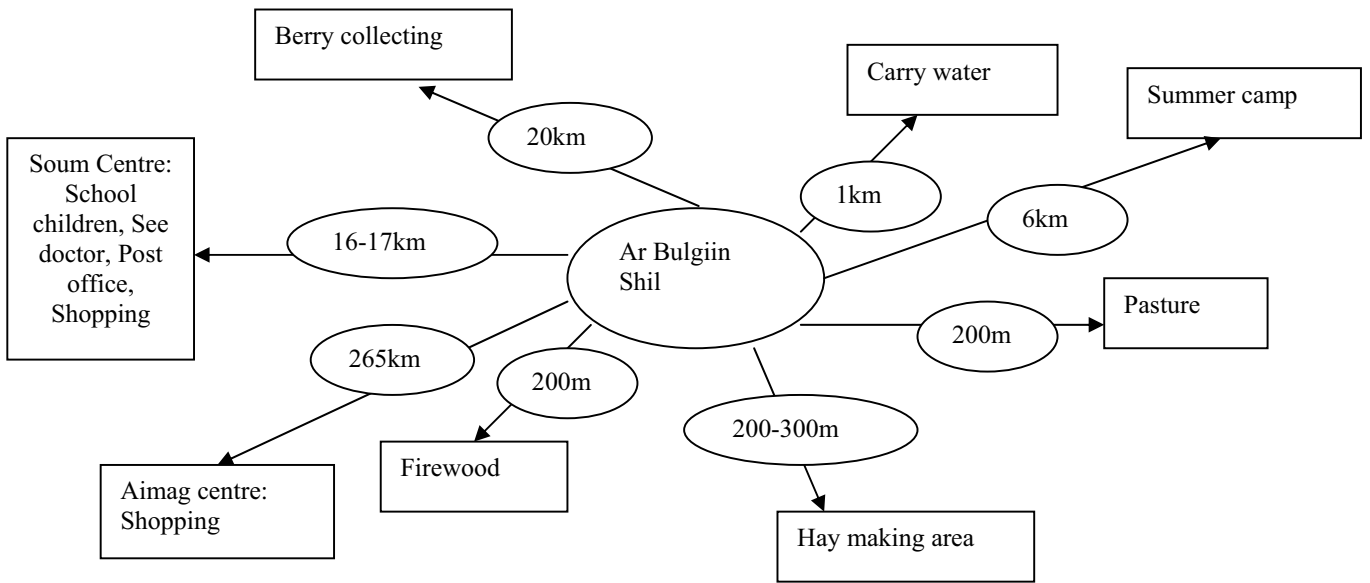 Berry collecting
Carry water
Summer camp
20km
Soum Centre:
School
children, See
doctor, Post
office,
Shopping
1km
6km
16-17km
Ar Bulgiin
Shil
Pasture
200m
265km
200m
200-300m
Firewood
Aimag centre:
Shopping
Hay making area